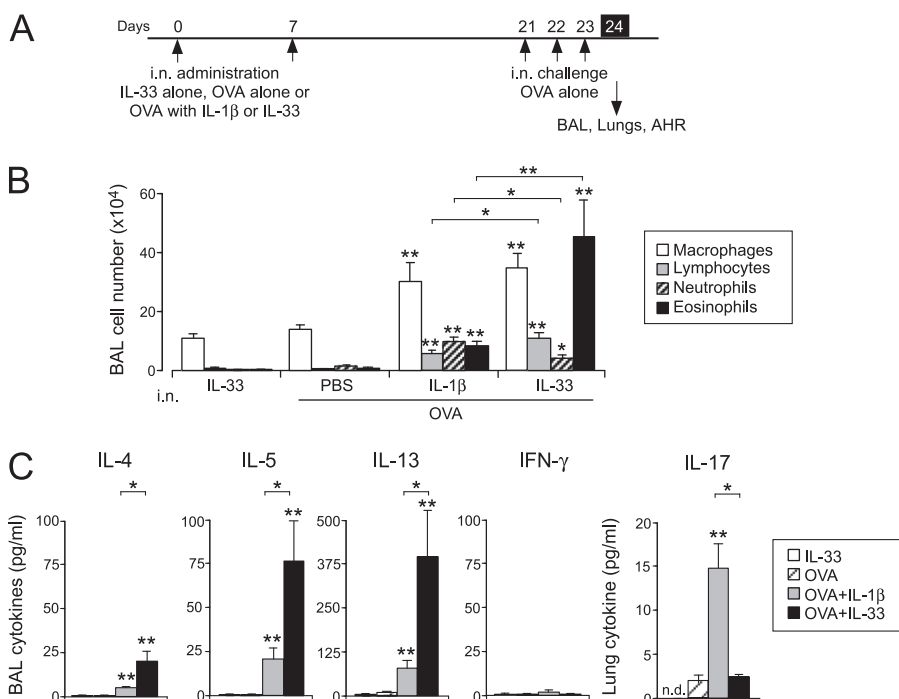 A
Days 0 7 21 22 23 24
i.n. administration
IL-33 alone, OVA alone or
OVA with IL-1β or IL-33
i.n. challenge
OVA alone
BAL, Lungs, AHR
B
BAL cell number (x10⁴)
60
40
20
0
** ** ** ** **
* * **
** ** * **
Macrophages
Lymphocytes
Neutrophils
Eosinophils
i.n. IL-33 PBS IL-1β IL-33
OVA
C
IL-4 IL-5 IL-13 IFN-γ IL-17
BAL cytokines (pg/ml)
100
75
50
25
0
*
** **
100
75
50
25
0
*
** **
500
375
250
125
0
*
** **
100
75
50
25
0
Lung cytokine (pg/ml)
20
15
10
5
0
*
**
n.d.
IL-33
OVA
OVA+IL-1β
OVA+IL-33